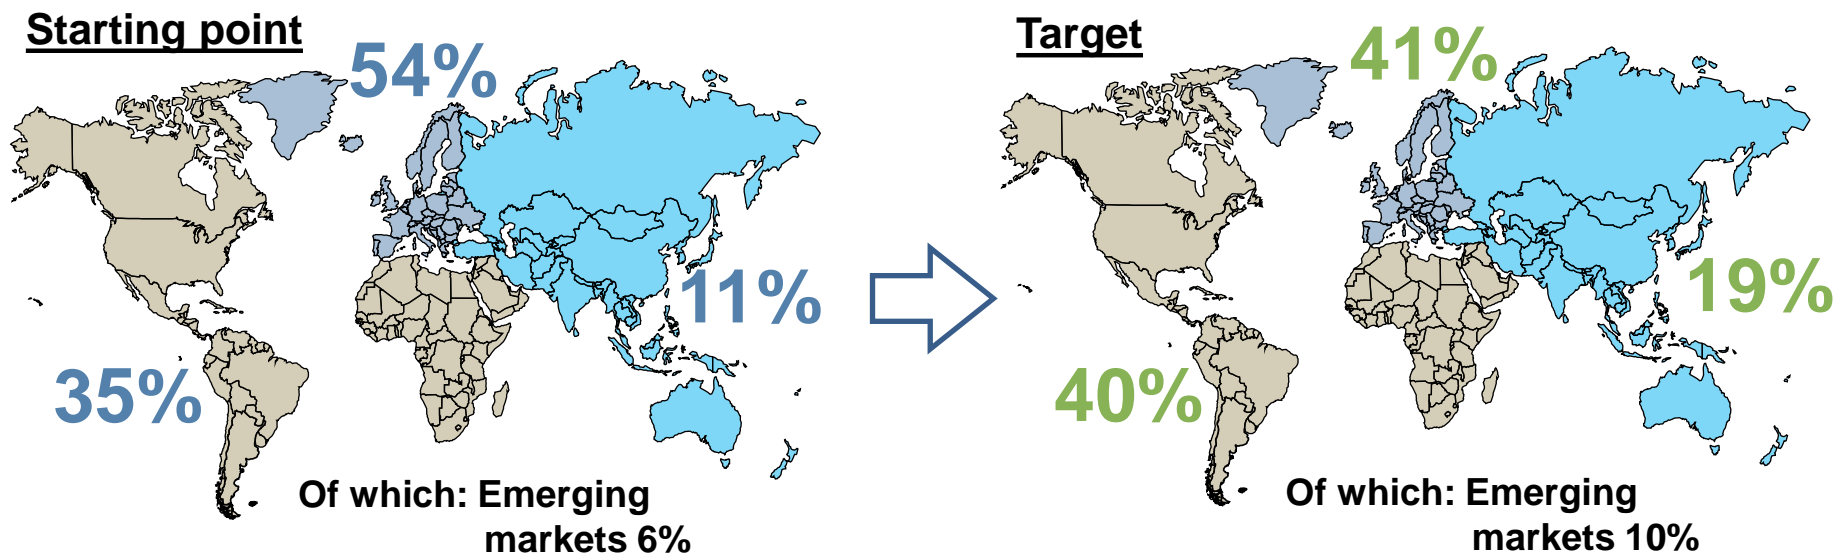 Starting point
54%
11%
35%
Of which: Emerging
markets 6%
Target
41%
19%
40%
Of which: Emerging
markets 10%